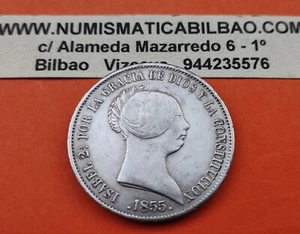 WWW.NUMISMATICABILBAO.COM
c/ Alameda Mazarredo 6 - 1º
Bilbao Vizcaya 944235576
ISABEL 2ª POR LA GRACIA DE DIOS Y LA CONSTITUCION
1855